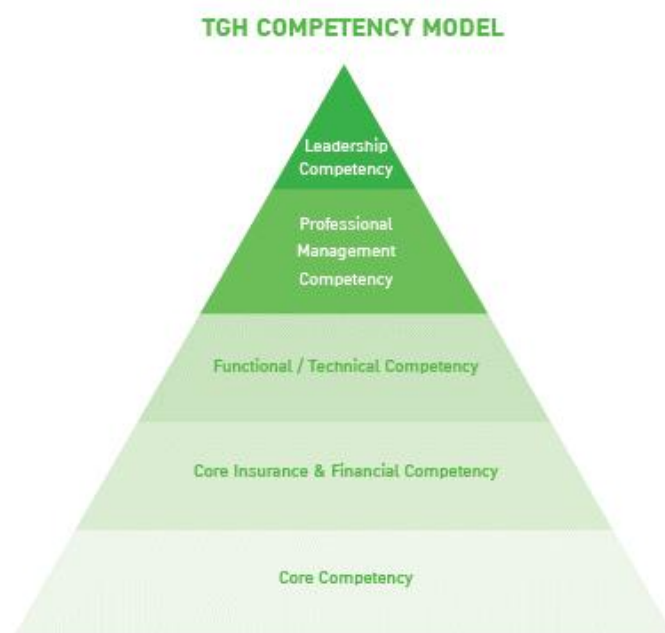 TGH COMPETENCY MODEL
Leadership
Competency
Professional
Management
Competency
Functional / Technical Competency
Core Insurance & Financial Competency
Core Competency